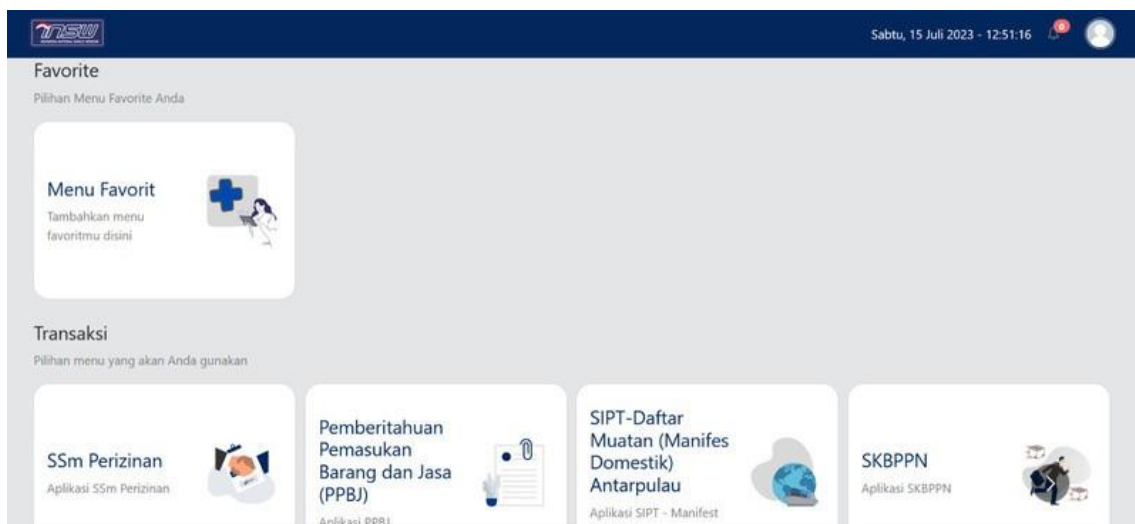 INSW
Sabtu, 15 Juli 2023 - 12:51:16
0
Favorite
Pilihan Menu Favorite Anda
Menu Favorit
Tambahkan menu
favoritmu disini
Transaksi
Pilihan menu yang akan Anda gunakan
SSm Perizinan
Aplikasi SSm Perizinan
Pemberitahuan
Pemasukan
Barang dan Jasa
(PPBJ)
Aplikasi PPBJ
SIPT-Daftar
Muatan (Manifes
Domestik)
Antarpulau
Aplikasi SIPT - Manifest
SKBPPN
Aplikasi SKBPPN